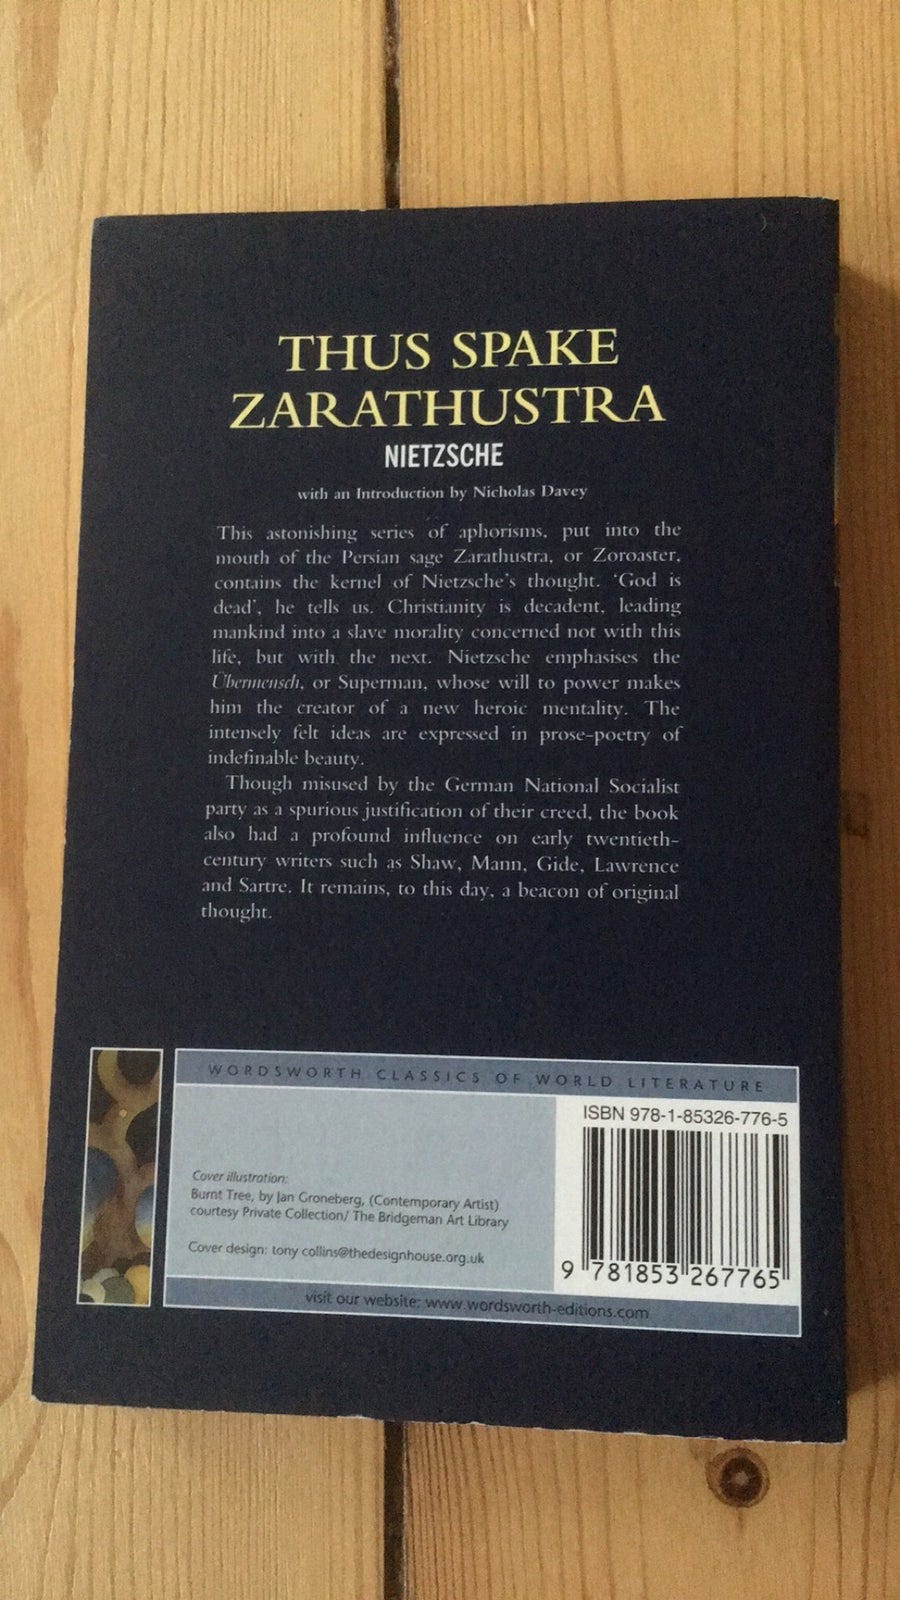 THUS SPAKE
ZARATHUSTRA
NIETZSCHE
with an Introduction by Nicholas Davey
This astonishing series of aphorisms, put into the
mouth of the Persian sage Zarathustra, or Zoroaster,
contains the kernel of Nietzsche's thought. 'God is
dead', he tells us. Christianity is decadent, leading
mankind into a slave morality concerned not with this
life, but with the next. Nietzsche emphasises the
Übermensch, or Superman, whose will to power makes
him the creator of a new heroic mentality. The
intensely felt ideas are expressed in prose-poetry of
indefinable beauty.
Though misused by the German National Socialist
party as a spurious justification of their creed, the book
also had a profound influence on early twentieth-
century writers such as Shaw, Mann, Gide, Lawrence
and Sartre. It remains, to this day, a beacon of original
thought.
WORDSWORTH CLASSICS OF WORLD LITERATURE
ISBN 978-1-85326-776-5
Cover illustration:
Burnt Tree, by Jan Groneberg, (Contemporary Artist)
courtesy Private Collection/ The Bridgeman Art Library
Cover design: tony collins@thedesignhouse.org.uk
9 781853 267765
visit our website: www.wordsworth-editions.com